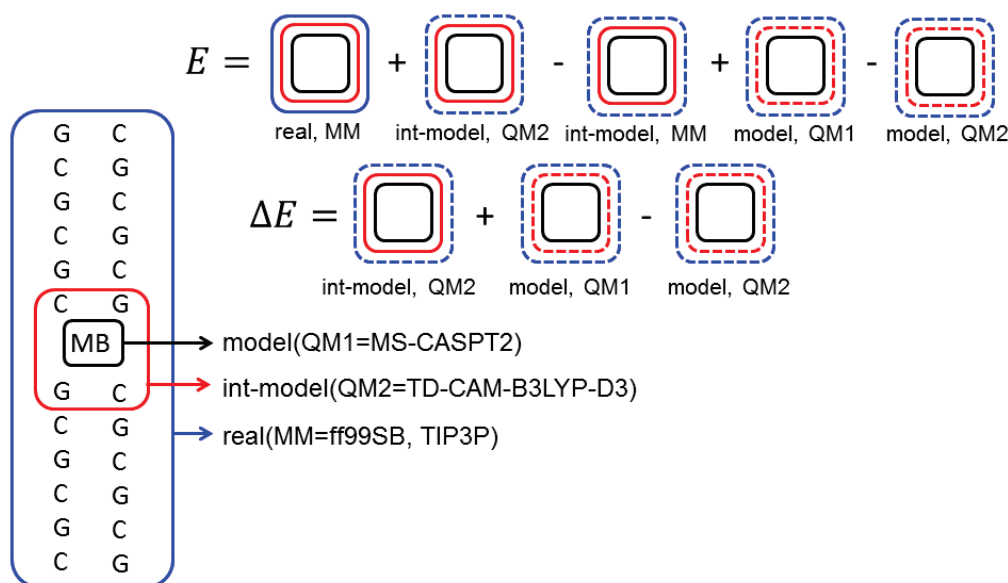 E = + - + -
real, MM int-model, QM2 int-model, MM model, QM1 model, QM2
ΔE = + -
int-model, QM2 model, QM1 model, QM2
G C
C G
G C
C G
G C
C G
MB
G C
C G
G C
C G
G C
C G
model(QM1=MS-CASPT2)
int-model(QM2=TD-CAM-B3LYP-D3)
real(MM=ff99SB, TIP3P)